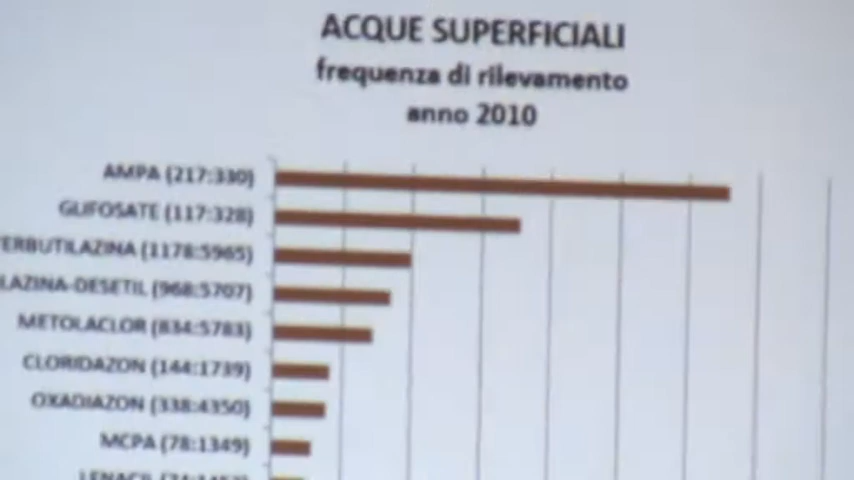 ACQUE SUPERFICIALI
frequenza di rilevamento
anno 2010
AMPA (217:330)
GLIFOSATE (117:328)
ERBUTILAZINA (1178:5965)
LAZINA-DESETIL (968:5707)
METOLACLOR (834:5783)
CLORIDAZON (144:1739)
OXADIAZON (338:4350)
MCPA (78:1349)
LENACIL